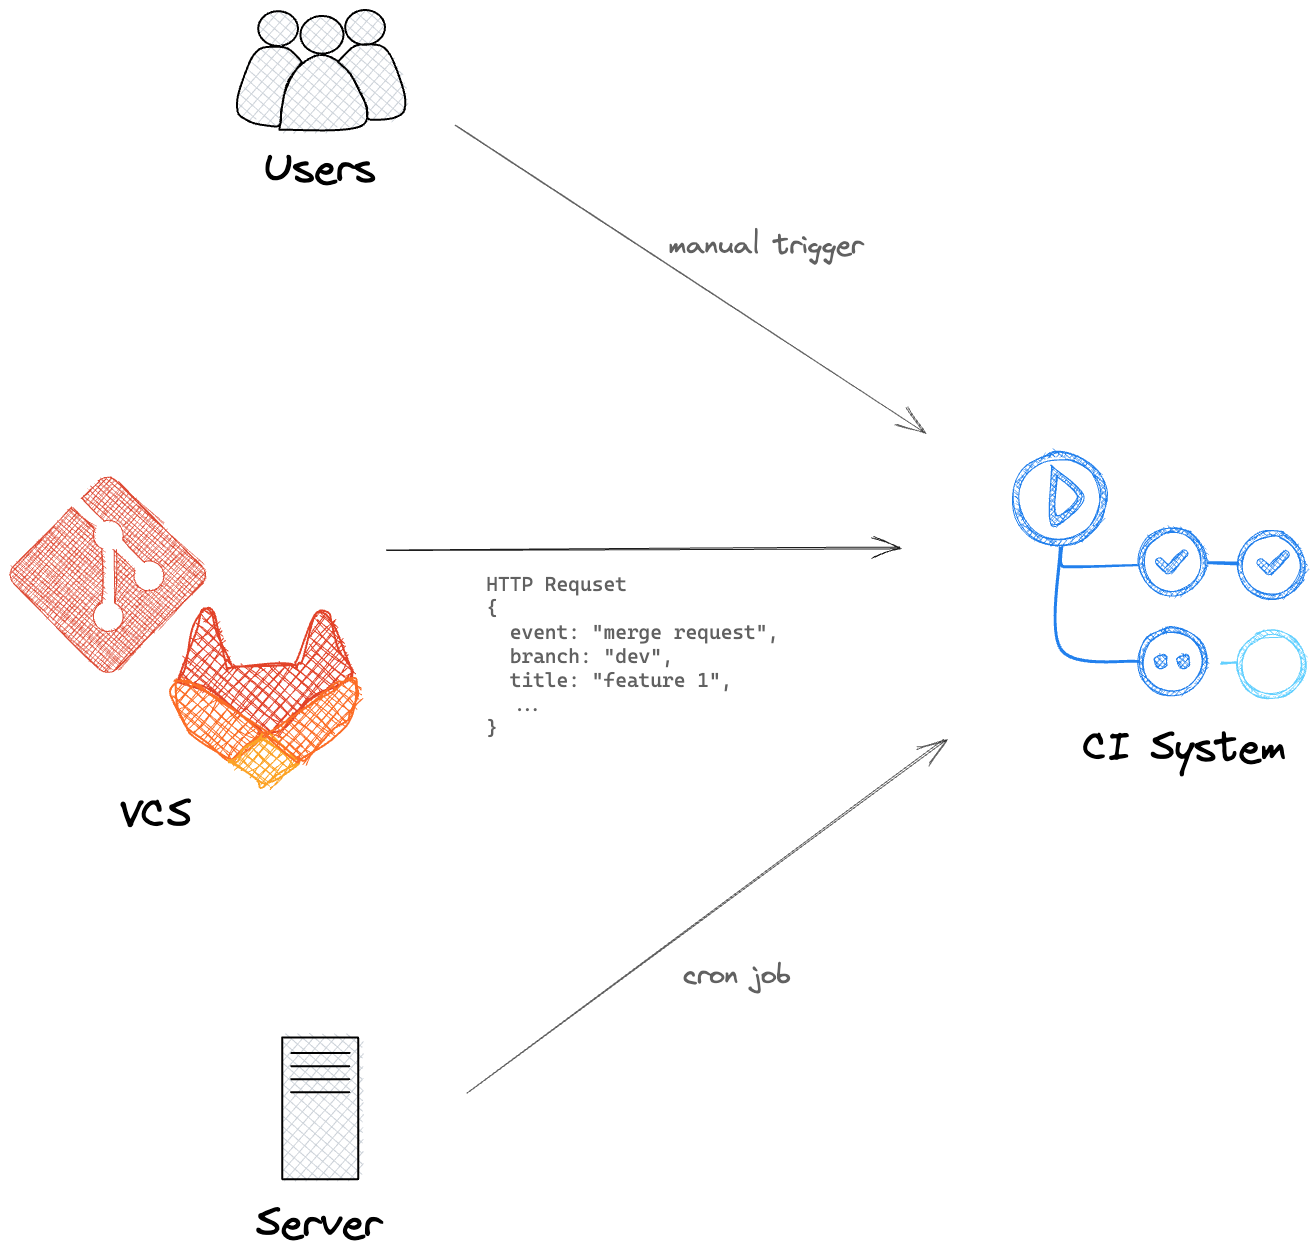 Users
manual trigger
HTTP Requset
{
event: "merge request",
branch: "dev",
title: "feature 1",
...
}
CI System
VCS
cron job
Server